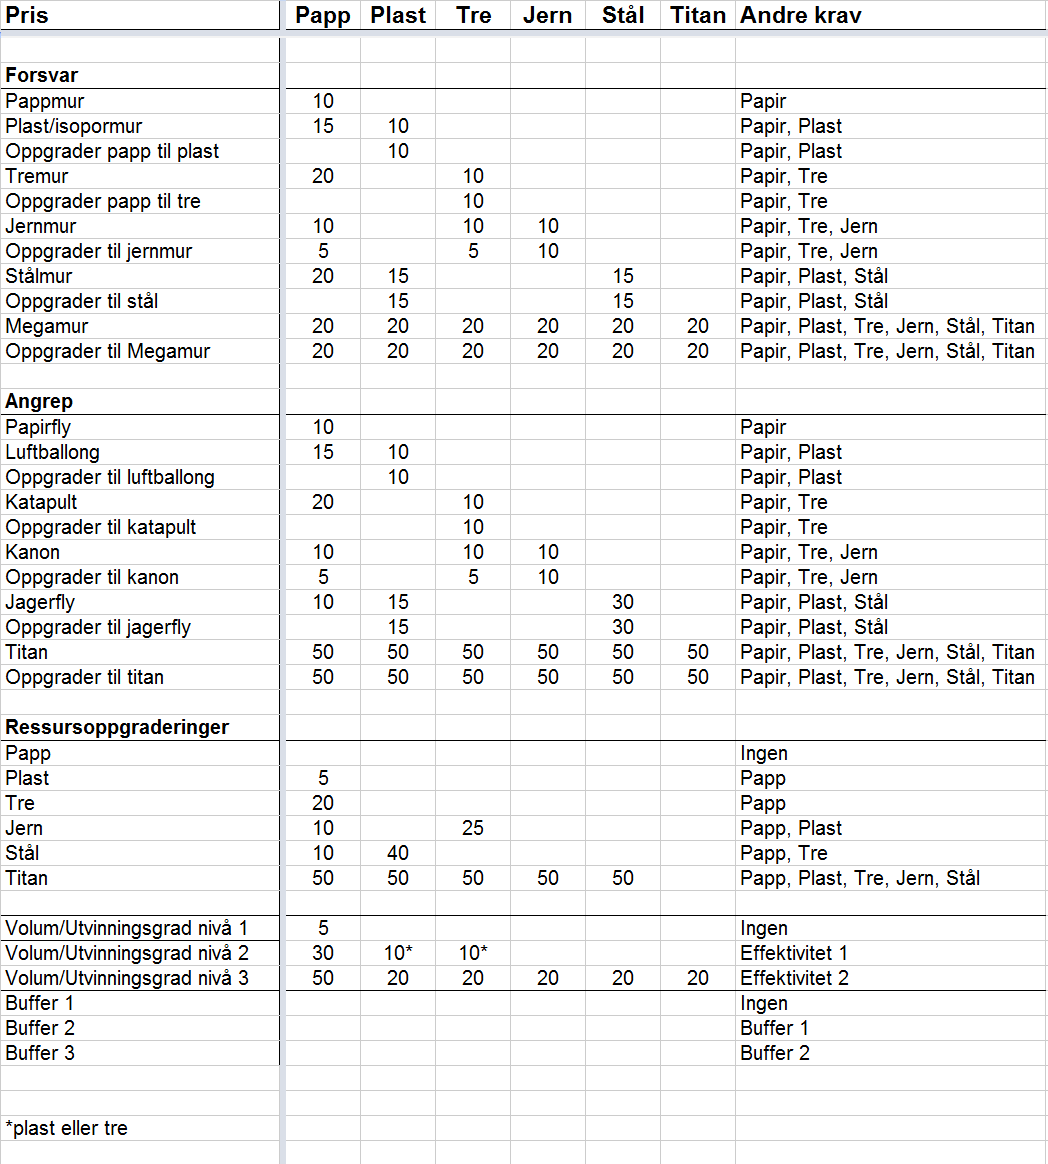 Pris Papp Plast Tre Jern Stål Titan Andre krav
Forsvar
Pappmur 10 Papir
Plast/isopormur 15 10 Papir, Plast
Oppgrader papp til plast 10 Papir, Plast
Tremur 20 10 Papir, Tre
Oppgrader papp til tre 10 Papir, Tre
Jernmur 10 10 10 Papir, Tre, Jern
Oppgrader til jernmur 5 5 10 Papir, Tre, Jern
Stålmur 20 15 15 Papir, Plast, Stål
Oppgrader til stål 15 15 Papir, Plast, Stål
Megamur 20 20 20 20 20 20 Papir, Plast, Tre, Jern, Stål, Titan
Oppgrader til Megamur 20 20 20 20 20 20 Papir, Plast, Tre, Jern, Stål, Titan
Angrep
Papirfly 10 Papir
Luftballong 15 10 Papir, Plast
Oppgrader til luftballong 10 Papir, Plast
Katapult 20 10 Papir, Tre
Oppgrader til katapult 10 Papir, Tre
Kanon 10 10 10 Papir, Tre, Jern
Oppgrader til kanon 5 5 10 Papir, Tre, Jern
Jagerfly 10 15 30 Papir, Plast, Stål
Oppgrader til jagerfly 15 30 Papir, Plast, Stål
Titan 50 50 50 50 50 50 Papir, Plast, Tre, Jern, Stål, Titan
Oppgrader til titan 50 50 50 50 50 50 Papir, Plast, Tre, Jern, Stål, Titan
Ressursoppgraderinger
Papp Ingen
Plast 5 Papp
Tre 20 Papp
Jern 10 25 Papp, Plast
Stål 10 40 Papp, Tre
Titan 50 50 50 50 50 Papp, Plast, Tre, Jern, Stål
Volum/Utvinningsgrad nivå 1 5 Ingen
Volum/Utvinningsgrad nivå 2 30 10* 10* Effektivitet 1
Volum/Utvinningsgrad nivå 3 50 20 20 20 20 20 Effektivitet 2
Buffer 1 Ingen
Buffer 2 Buffer 1
Buffer 3 Buffer 2
*plast eller tre